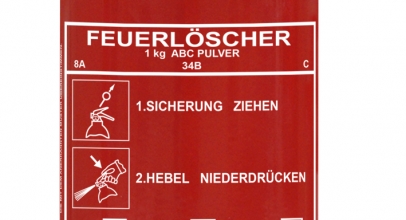 FEUERLÖSCHER
1 kg ABC PULVER
8A 34B C
1.SICHERUNG ZIEHEN
2.HEBEL NIEDERDRÜCKEN